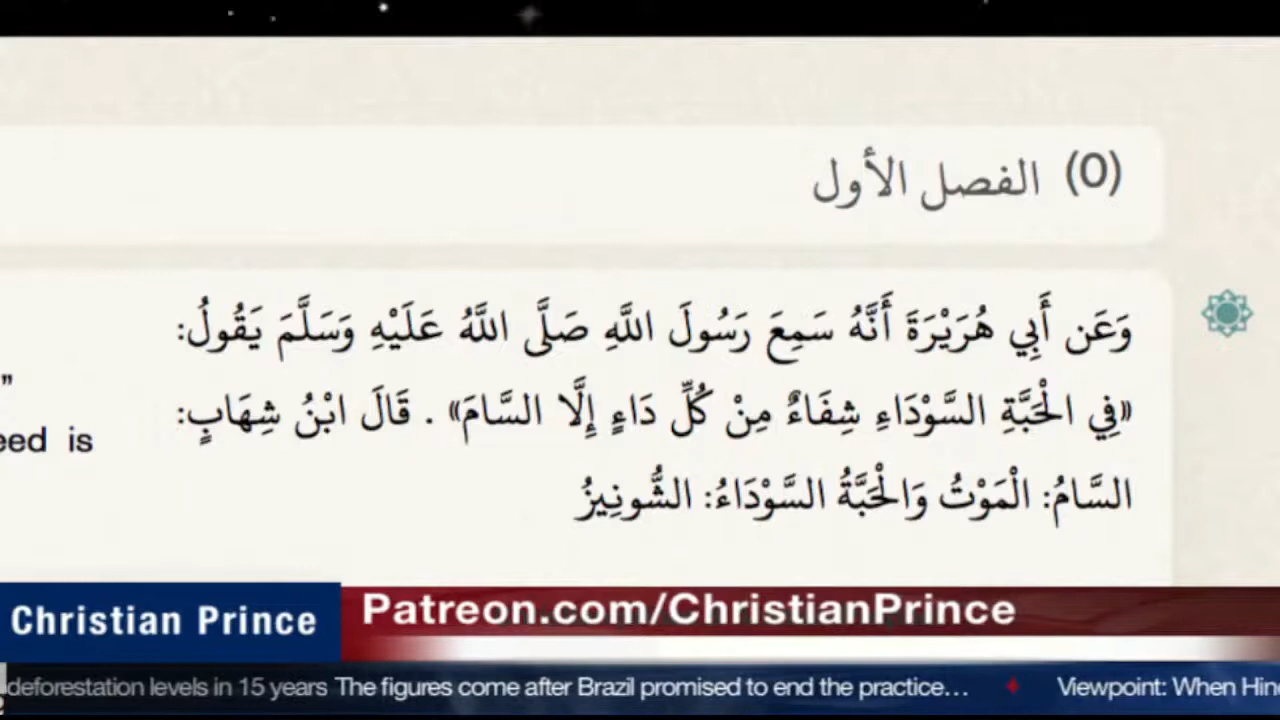 (0) الفصل الأول
وَعَن أَبِي هُرَيْرَةَ أَنَّهُ سَمِعَ رَسُولَ اللَّهِ صَلَّى اللَّهُ عَلَيْهِ وَسَلَّمَ يَقُولُ:
«فِي الْحَبَّةِ السَّوْدَاءِ شِفَاءٌ مِنْ كُلِّ دَاءٍ إِلَّا السَّامَ» . قَالَ ابْنُ شِهَابٍ:
السَّامُ: الْمَوْتُ وَالْحَبَّةُ السَّوْدَاءُ: الشُّونِيزُ
”
eed is
Christian Prince
Patreon.com/ChristianPrince
deforestation levels in 15 years The figures come after Brazil promised to end the practice… Viewpoint: When